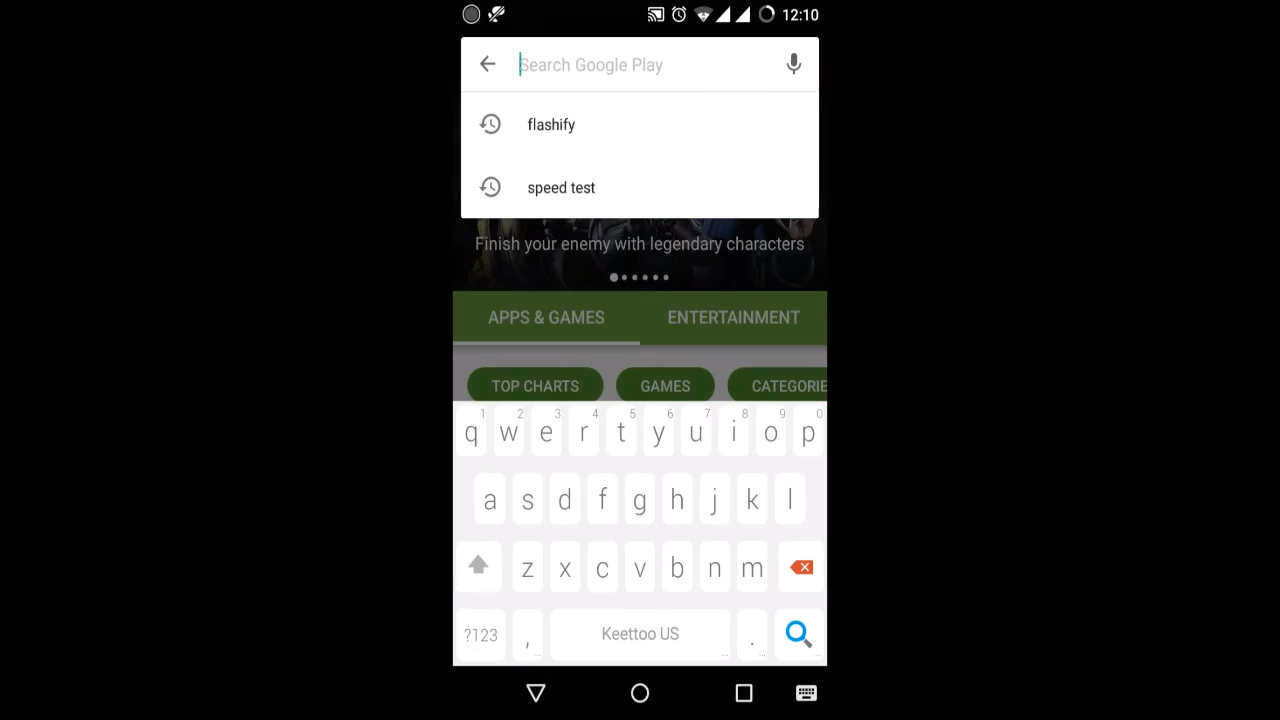 12:10
Search Google Play
flashify
speed test
Finish your enemy with legendary characters
APPS & GAMES ENTERTAINMENT
TOP CHARTS GAMES CATEGORIE
1 2 3 4 5 6 7 8 9 0
q w e r t y u i o p
a s d f g h j k l
z x c v b n m
?123 , Keettoo US .